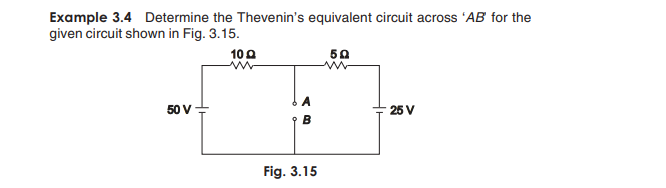 Example 3.4 Determine the Thevenin's equivalent circuit across 'AB' for the
given circuit shown in Fig. 3.15.
10 Ω 5 Ω
A
50 V 25 V
B
Fig. 3.15